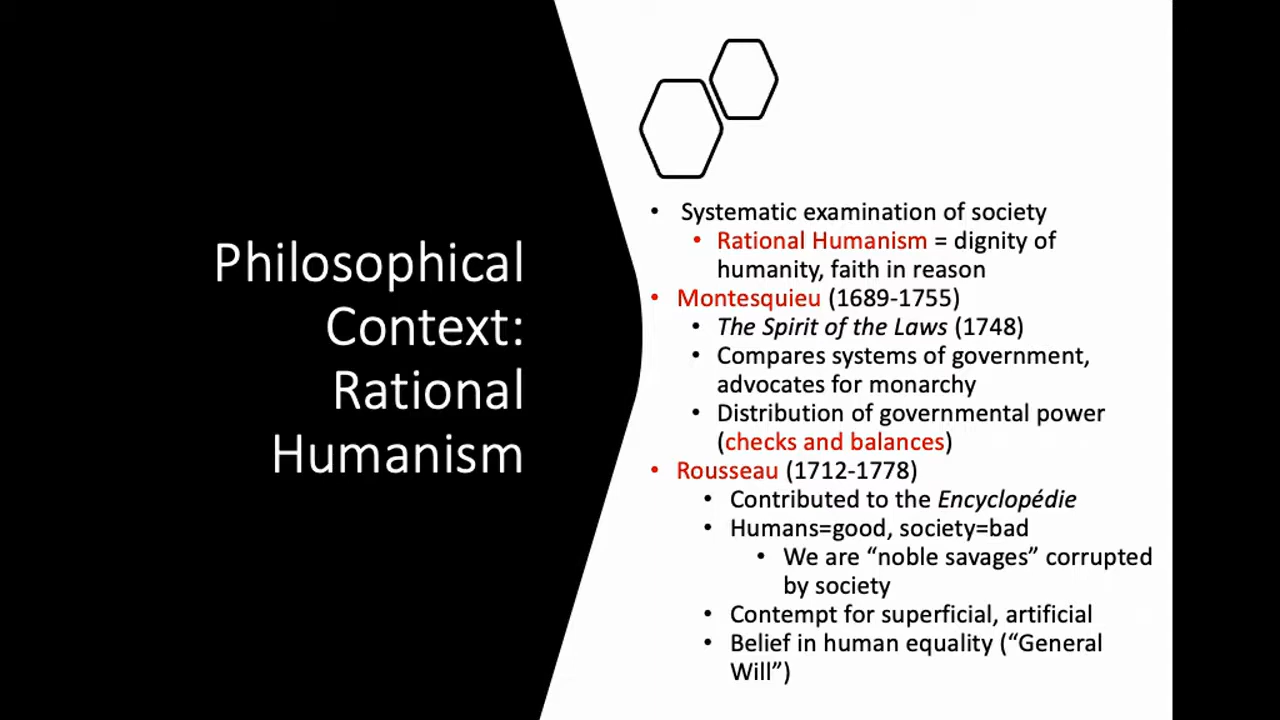 Philosophical
Context:
Rational
Humanism
• Systematic examination of society
• Rational Humanism = dignity of
humanity, faith in reason
• Montesquieu (1689-1755)
• The Spirit of the Laws (1748)
• Compares systems of government,
advocates for monarchy
• Distribution of governmental power
(checks and balances)
• Rousseau (1712-1778)
• Contributed to the Encyclopédie
• Humans=good, society=bad
• We are “noble savages” corrupted
by society
• Contempt for superficial, artificial
• Belief in human equality (“General
Will”)